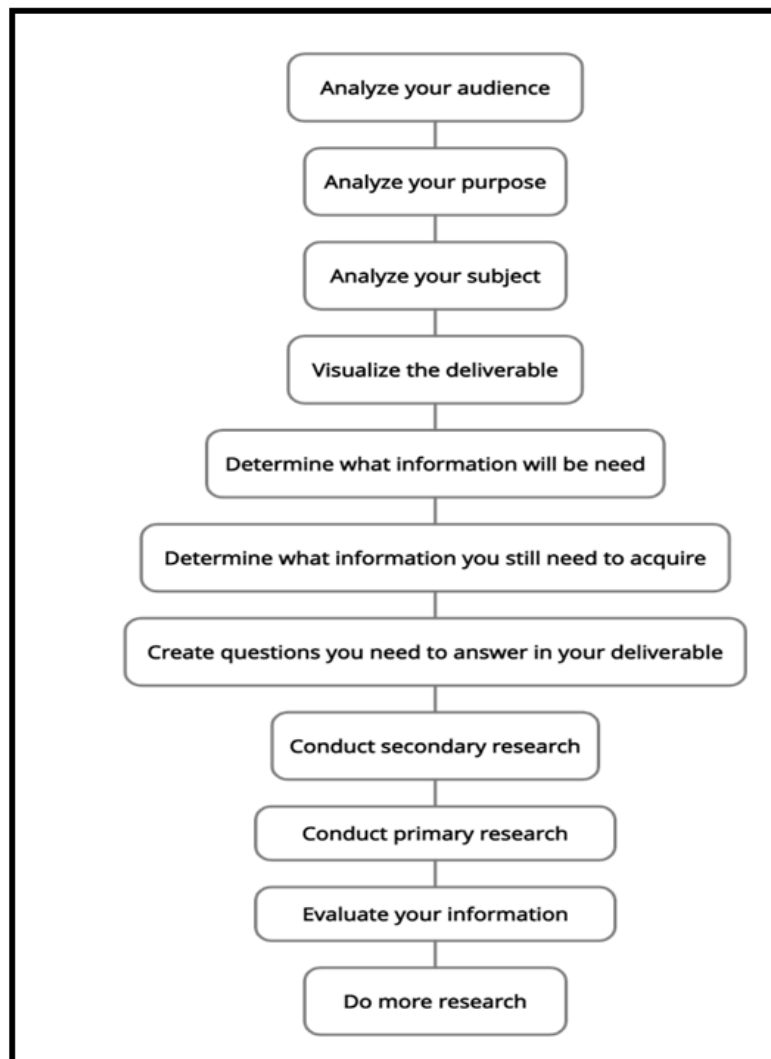 Analyze your audience
Analyze your purpose
Analyze your subject
Visualize the deliverable
Determine what information will be need
Determine what information you still need to acquire
Create questions you need to answer in your deliverable
Conduct secondary research
Conduct primary research
Evaluate your information
Do more research